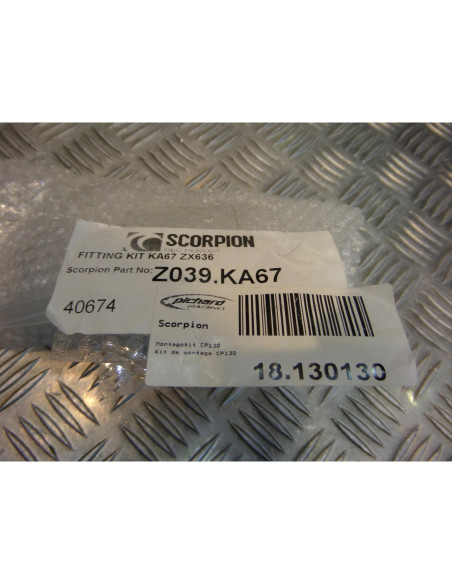 SCORPION
FITTING KIT KA67 ZX636
Scorpion Part No: Z039.KA67
40674
pichard
RACING
Scorpion
Montagekit CP130
Kit de montage CP130
18.130130